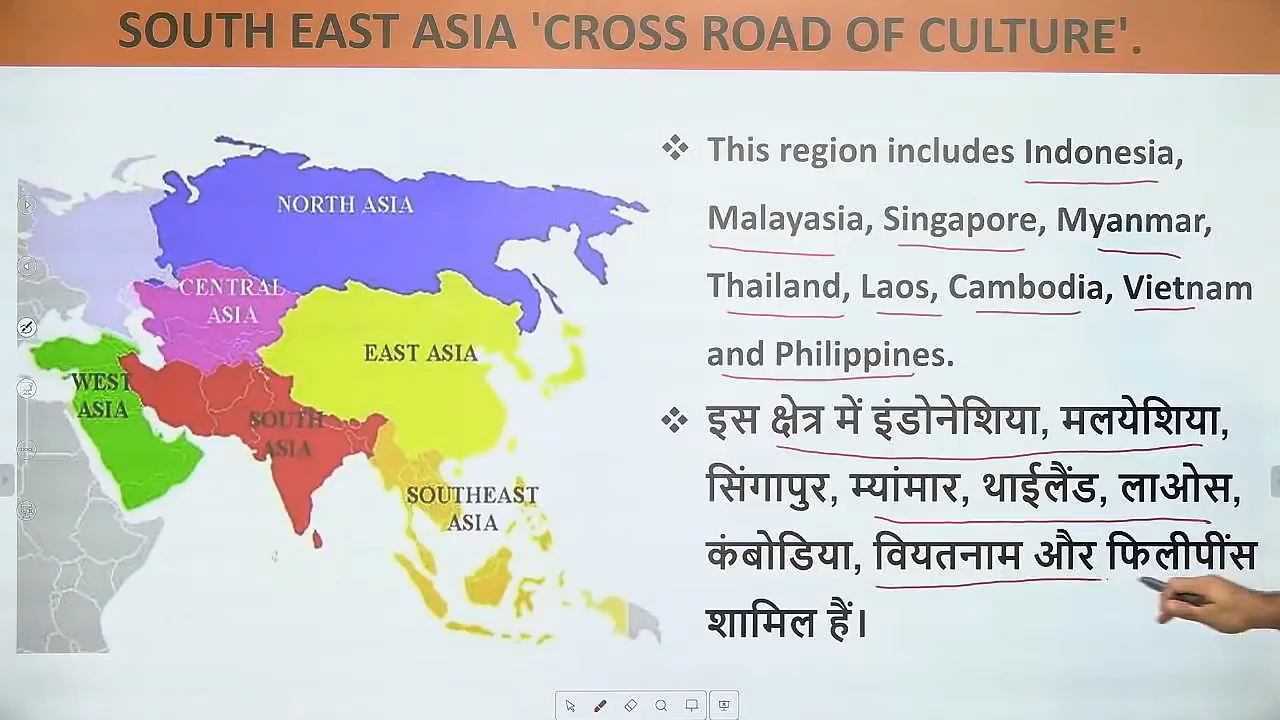 SOUTH EAST ASIA 'CROSS ROAD OF CULTURE'.
NORTH ASIA
CENTRAL
ASIA
EAST ASIA
WEST
ASIA
SOUTH
ASIA
SOUTHEAST
ASIA
This region includes Indonesia,
Malayasia, Singapore, Myanmar,
Thailand, Laos, Cambodia, Vietnam
and Philippines.
इस क्षेत्र में इंडोनेशिया, मलयेशिया,
सिंगापुर, म्यांमार, थाईलैंड, लाओस,
कंबोडिया, वियतनाम और फिलीपींस
शामिल हैं।